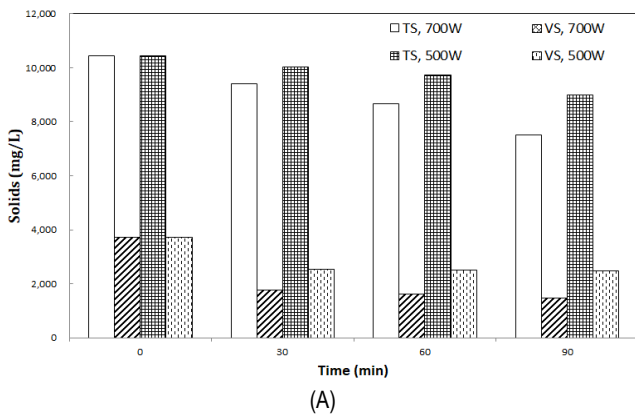 12,000
10,000
8,000
6,000
4,000
2,000
0
Solids (mg/L)
TS, 700W VS, 700W
TS, 500W VS, 500W
0 30 60 90
Time (min)
(A)